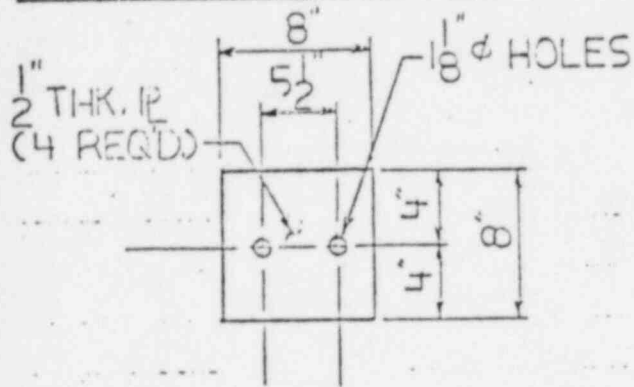 8"
5 1/2"
1 1/8" ¢ HOLES
1/2" THK. PL
(4 REQ'D)
4"
4"
8"